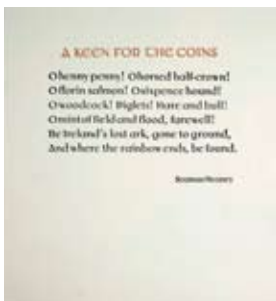 A KEEN FOR THE COINS
O henny penny! O horsed half-crown!
O florin salmon! O sixpence hound!
O woodcock! Piglets! Hare and bull!
O mint of field and flood, farewell!
Be Ireland's lost ark, gone to ground,
And where the rainbow ends, be found.
Seamus Heaney